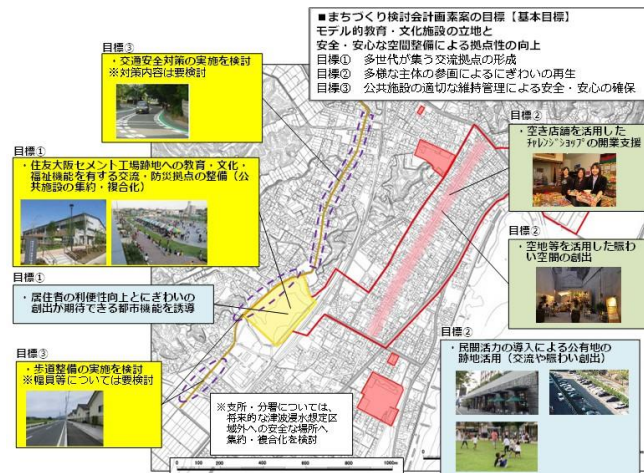 ■まちづくり検討会計画素案の目標【基本目標】
モデル的教育・文化施設の立地と
安全・安心な空間整備による拠点性の向上
目標① 多世代が集う交流拠点の形成
目標② 多様な主体の参画によるにぎわいの再生
目標③ 公共施設の適切な維持管理による安全・安心の確保
目標③
・交通安全対策の実施を検討
※対策内容は要検討
目標①
・住友大阪セメント工場跡地への教育・文化・
福祉機能を有する交流・防災拠点の整備（公
共施設の集約・複合化）
目標①
・居住者の利便性向上とにぎわいの
創出が期待できる都市機能を誘導
目標③
・歩道整備の実施を検討
※幅員等については要検討
※支所・分署については、
将来的な津波浸水想定区
域外への安全な場所へ
集約・複合化を検討
目標②
・空き店舗を活用した
ﾁｬﾚﾝｼﾞｼｮｯﾌﾟの開業支援
目標②
・空地等を活用した賑わ
い空間の創出
目標②
・民間活力の導入による公有地の
跡地活用（交流や賑わい創出）